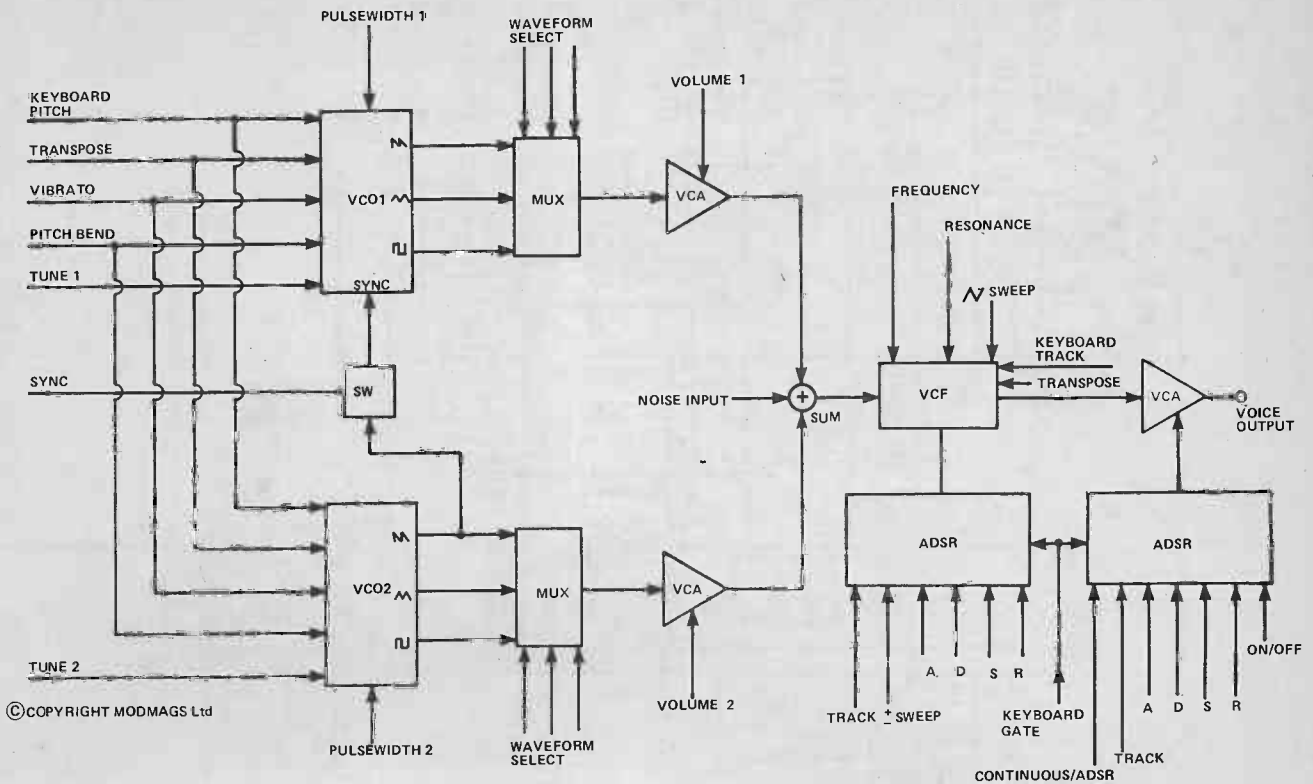 PULSEWIDTH 1
WAVEFORM
SELECT
VOLUME 1
KEYBOARD
PITCH
TRANSPOSE
VIBRATO
PITCH BEND
TUNE 1
VCO1
SYNC
MUX
VCA
FREQUENCY
RESONANCE
SWEEP
KEYBOARD
TRACK
TRANSPOSE
SYNC
SW
NOISE INPUT
+
SUM
VCF
VCA
VOICE
OUTPUT
VCO2
MUX
VCA
ADSR
ADSR
TUNE 2
VOLUME 2
A
D
S
R
ON/OFF
TRACK
± SWEEP
KEYBOARD
GATE
A
D
S
R
TRACK
CONTINUOUS/ADSR
© COPYRIGHT MODMAGS Ltd
PULSEWIDTH 2
WAVEFORM
SELECT